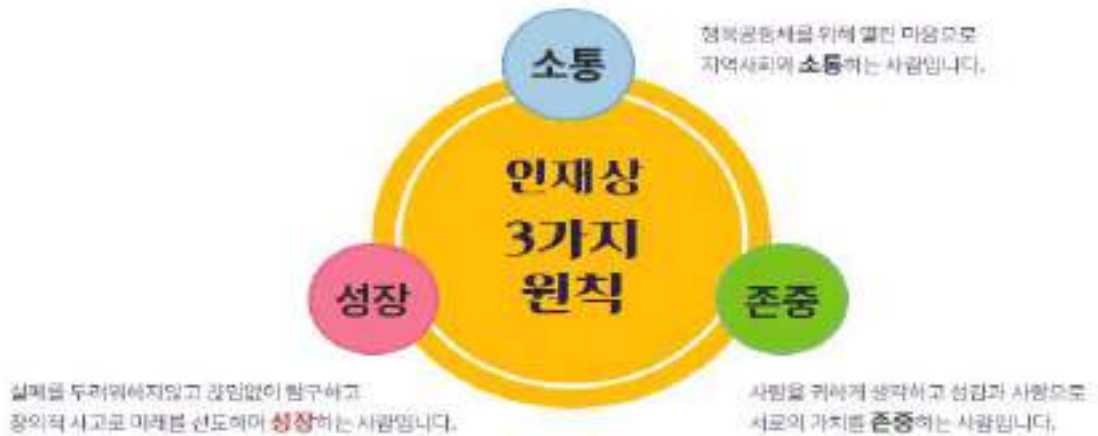 소통
행복공동체를 위해 열린 마음으로
지역사회와 소통하는 사람입니다.
인재상
3가지
원칙
성장
존중
실패를 두려워하지않고 끊임없이 탐구하고
창의적 사고로 미래를 선도하며 성장하는 사람입니다.
사람을 귀하게 생각하고 섬김과 사랑으로
서로의 가치를 존중하는 사람입니다.